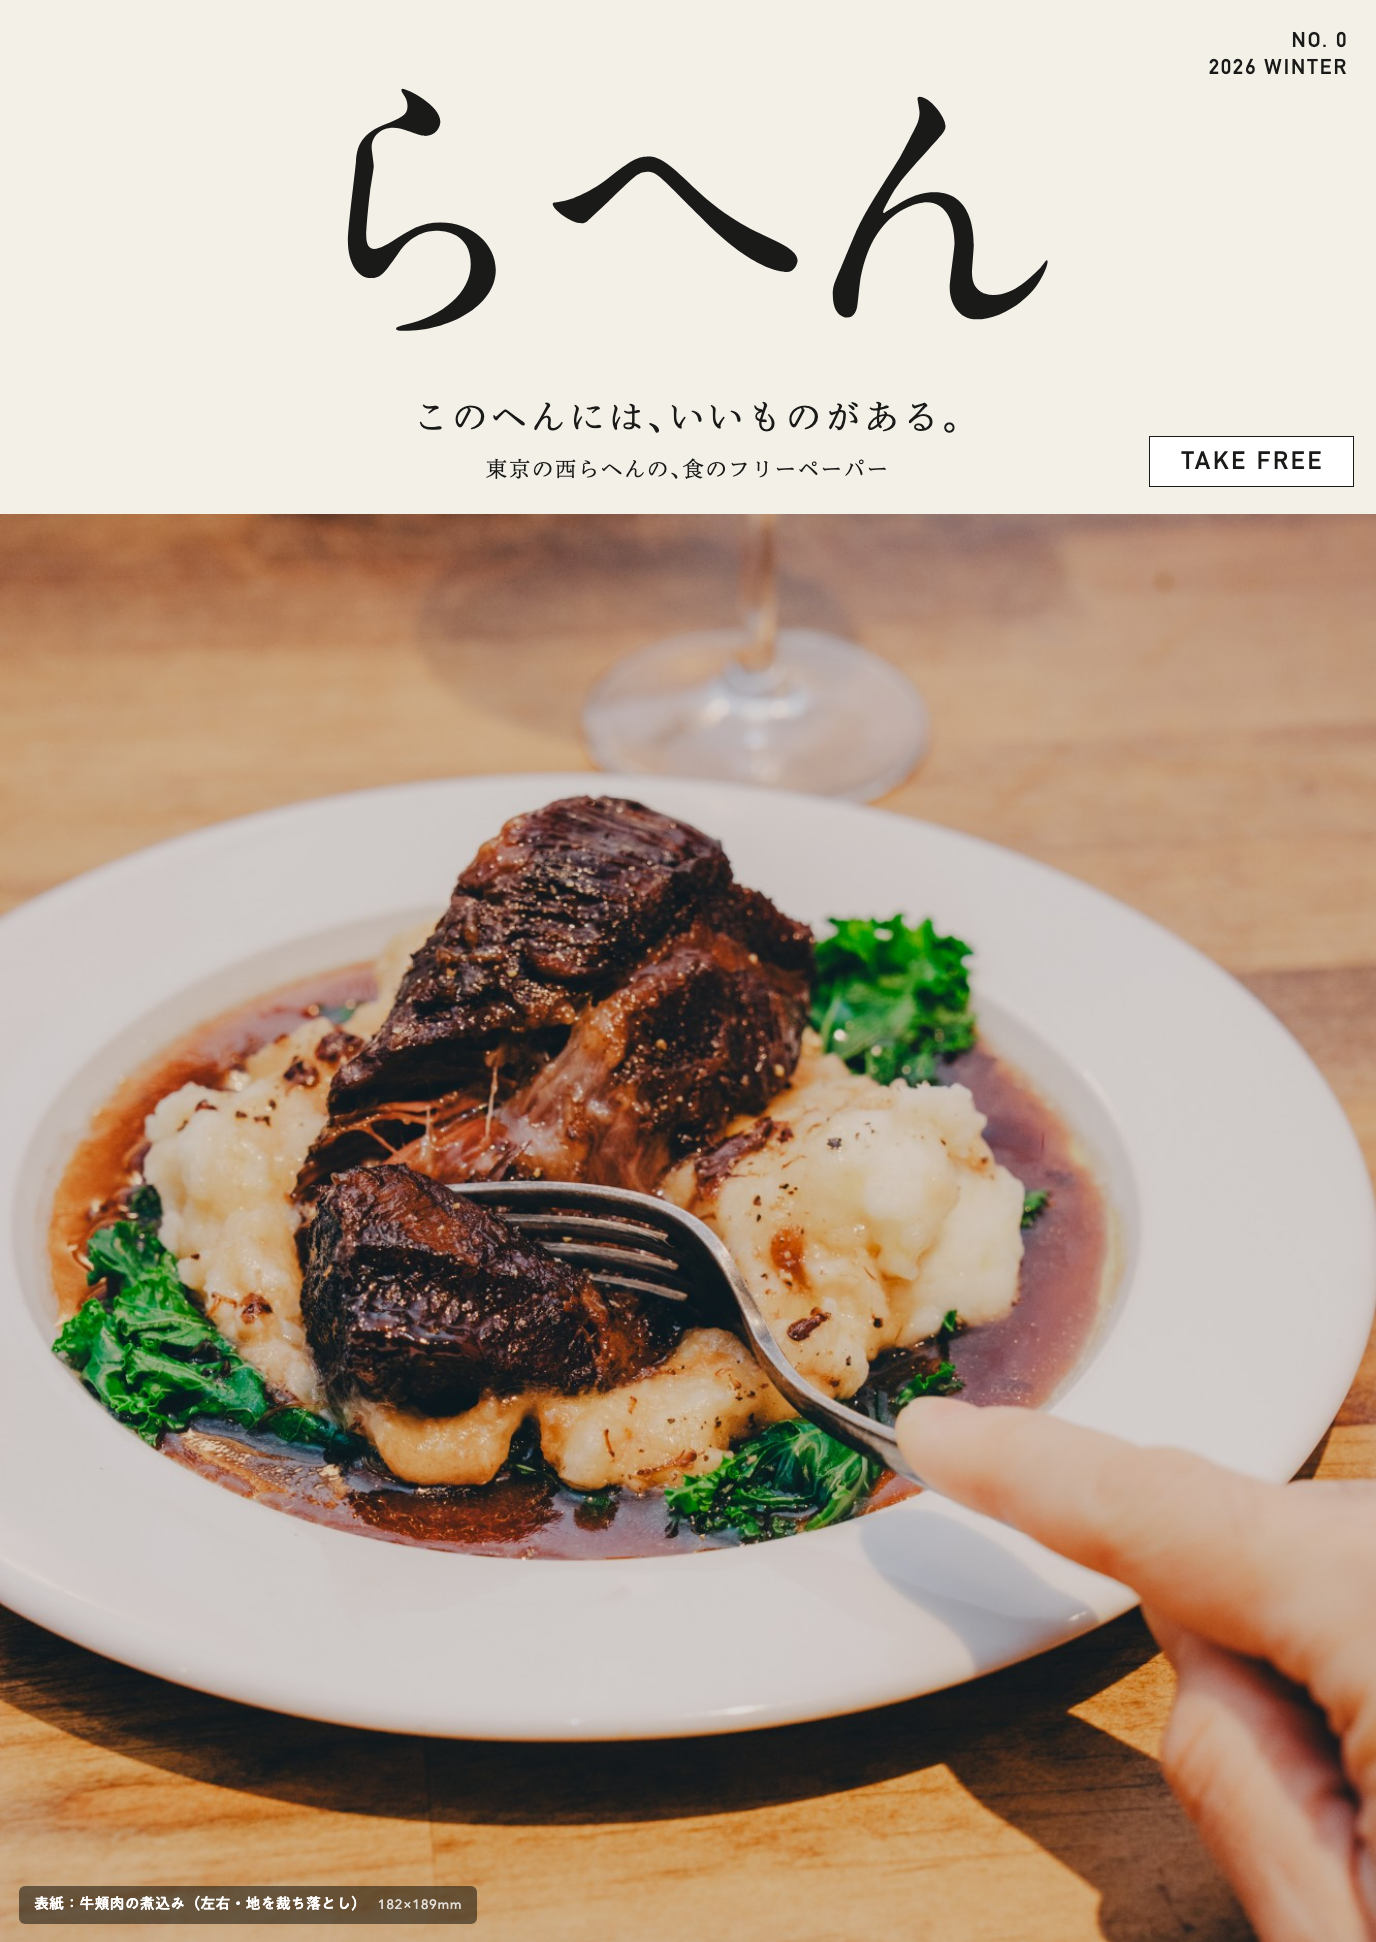 NO. 0
2026 WINTER
らへん
このへんには、いいものがある。
東京の西らへんの、食のフリーペーパー
TAKE FREE
表紙：牛頬肉の煮込み（左右・地を裁ち落とし） 182×189mm